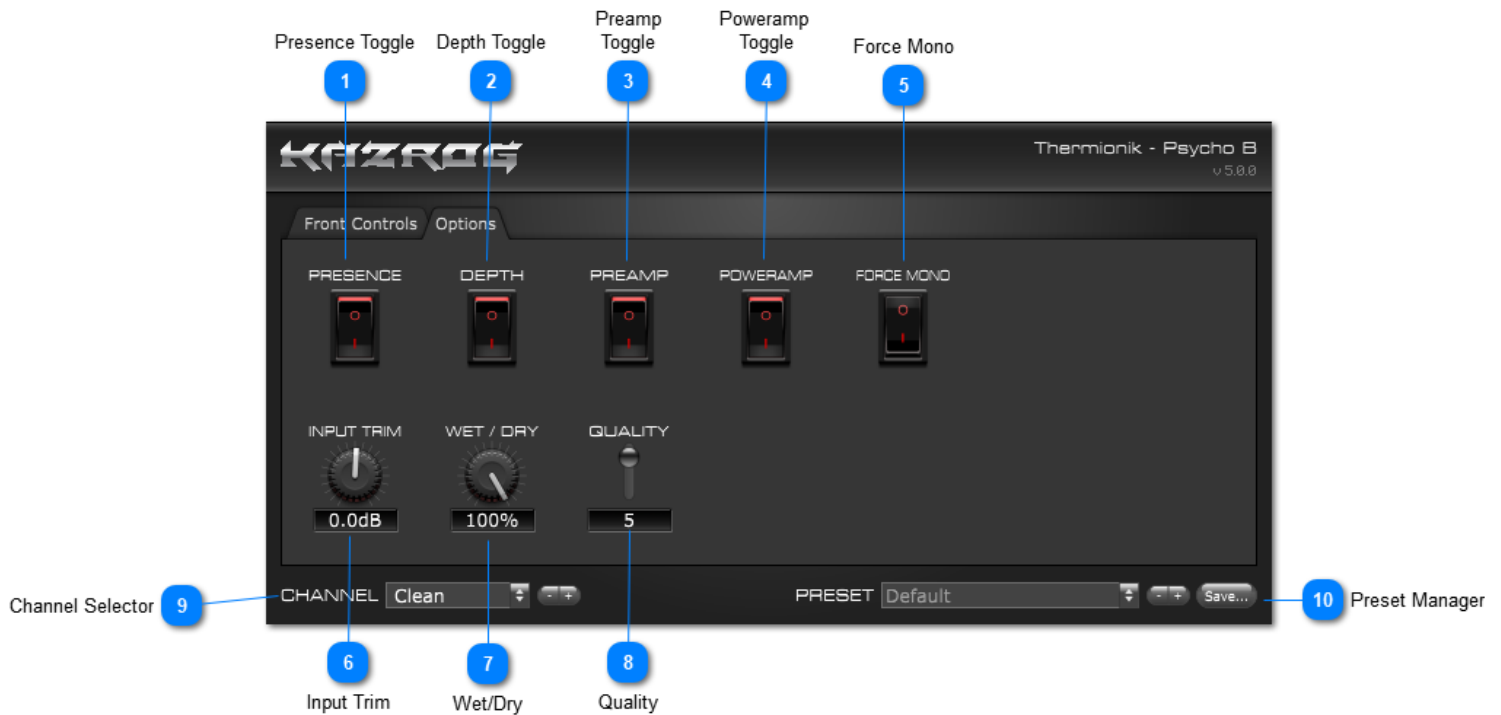 Preamp
Toggle
Poweramp
Toggle
Presence Toggle
Depth Toggle
Force Mono
1
2
3
4
5
KAZROG
Thermionik - Psycho B
v 5.0.0
Front Controls
Options
PRESENCE
DEPTH
PREAMP
POWERAMP
FORCE MONO
INPUT TRIM
WET / DRY
QUALITY
0.0dB
100%
5
CHANNEL
Clean
- +
PRESET
Default
- +
Save...
Channel Selector
9
10
Preset Manager
6
7
8
Input Trim
Wet/Dry
Quality